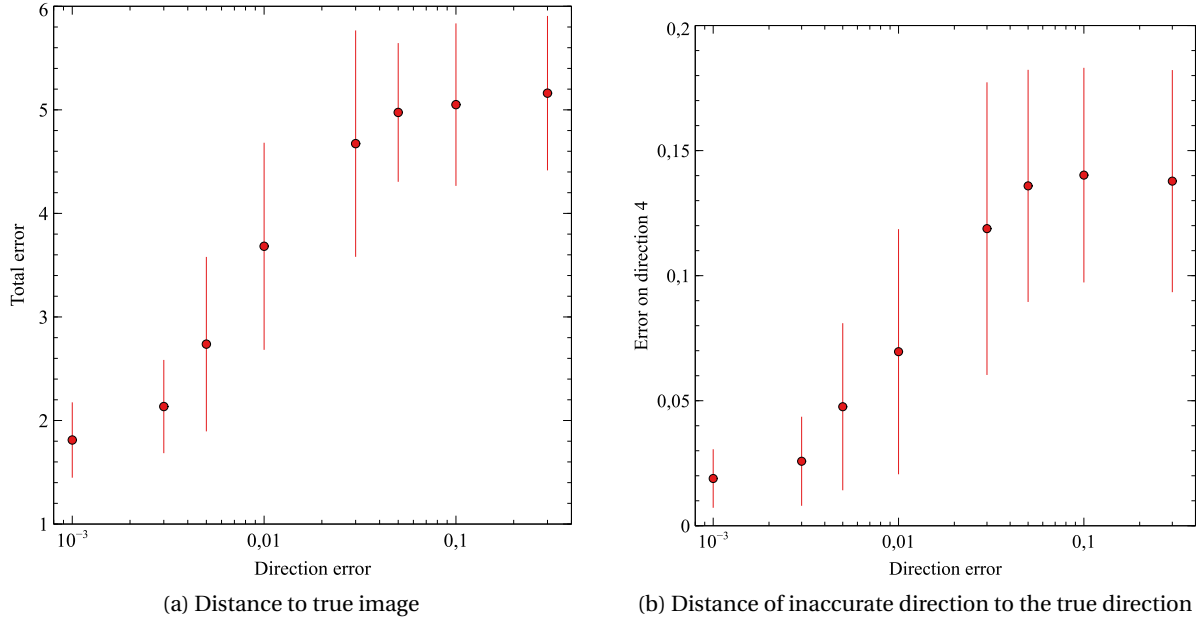 6
5
4
3
2
1
Total error
10⁻³ 0,01 0,1
Direction error
(a) Distance to true image
0,2
0,15
0,1
0,05
0
Error on direction 4
10⁻³ 0,01 0,1
Direction error
(b) Distance of inaccurate direction to the true direction